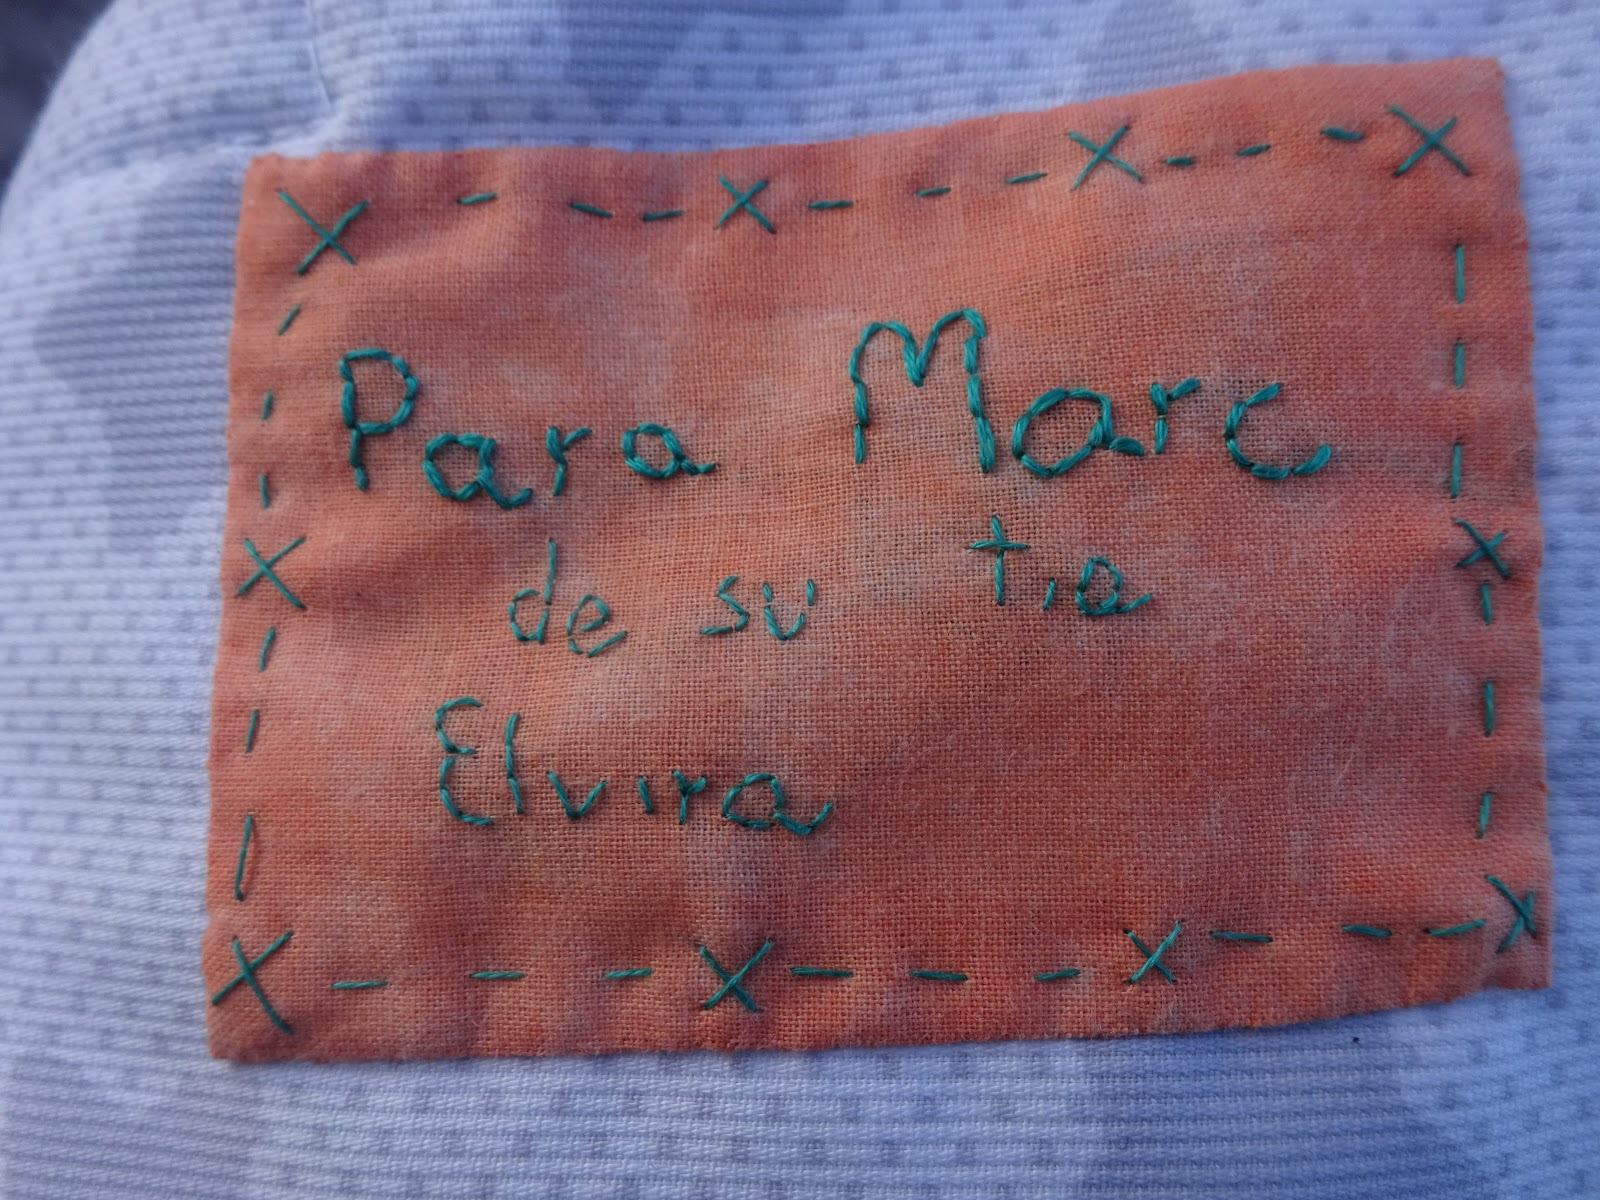 Para Marc
de su tia
Elvira